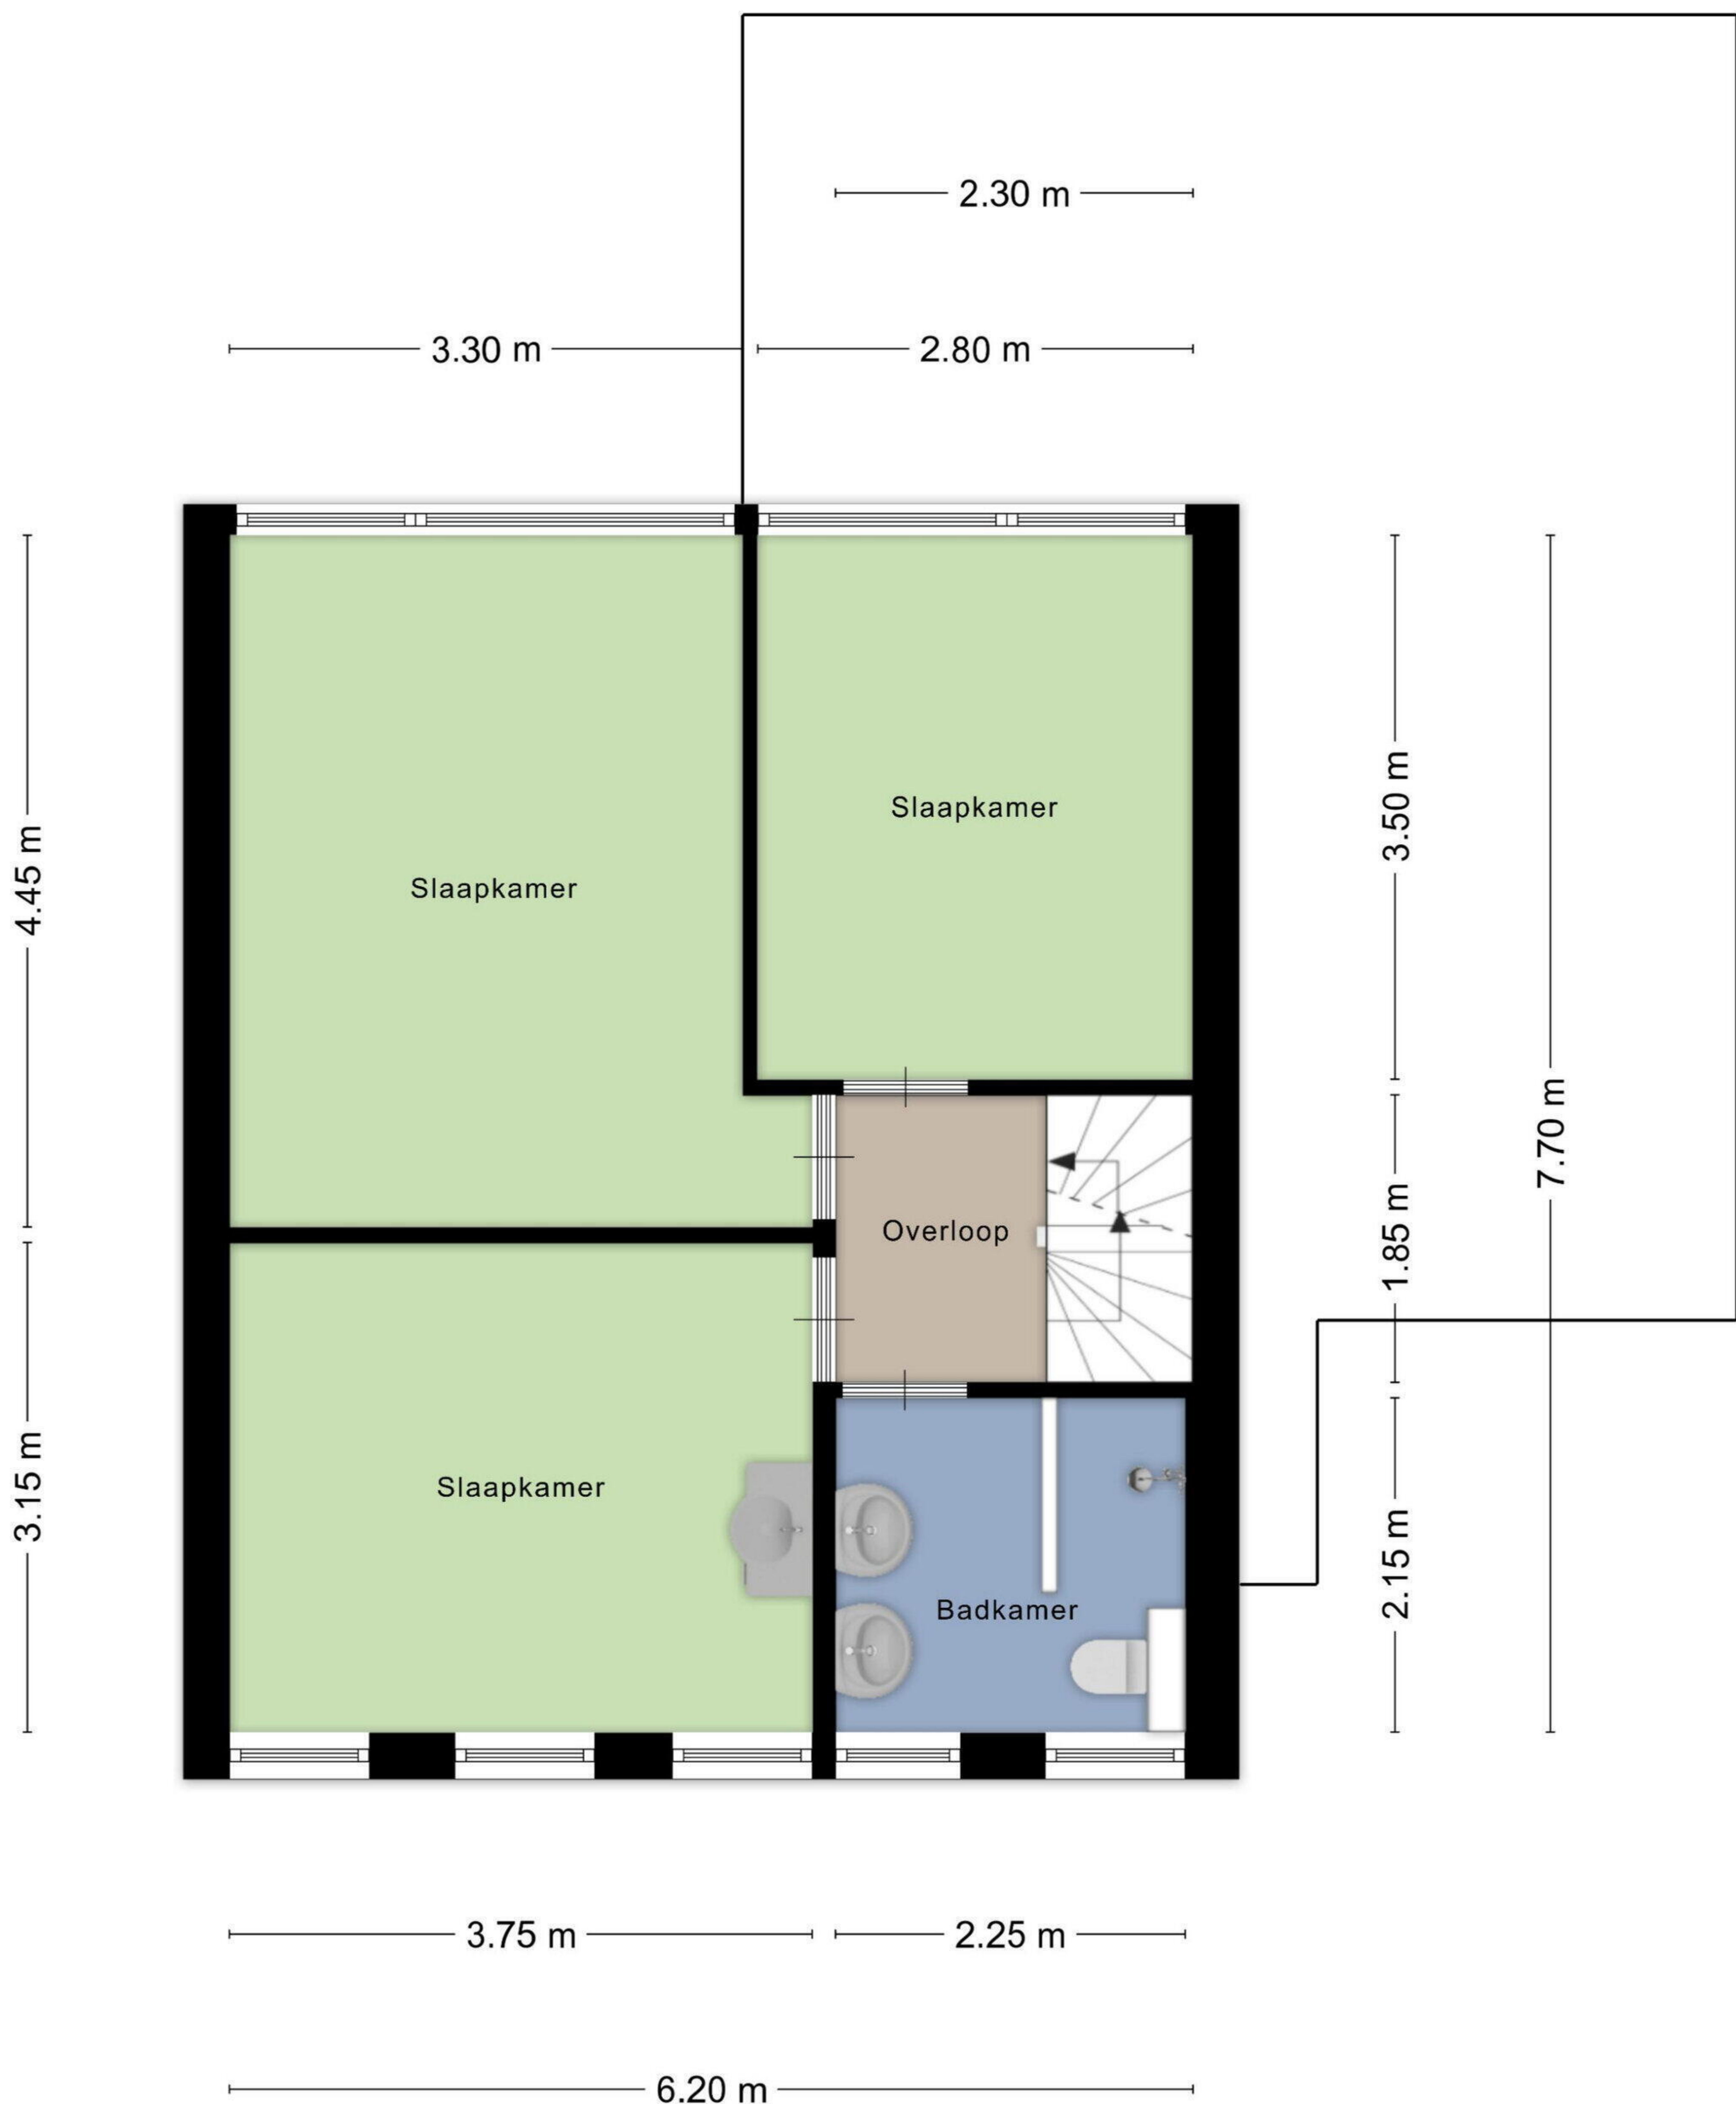 2.30 m
3.30 m
2.80 m
Slaapkamer
Slaapkamer
4.45 m
3.50 m
7.70 m
Overloop
1.85 m
Slaapkamer
3.15 m
Badkamer
2.15 m
3.75 m
2.25 m
6.20 m